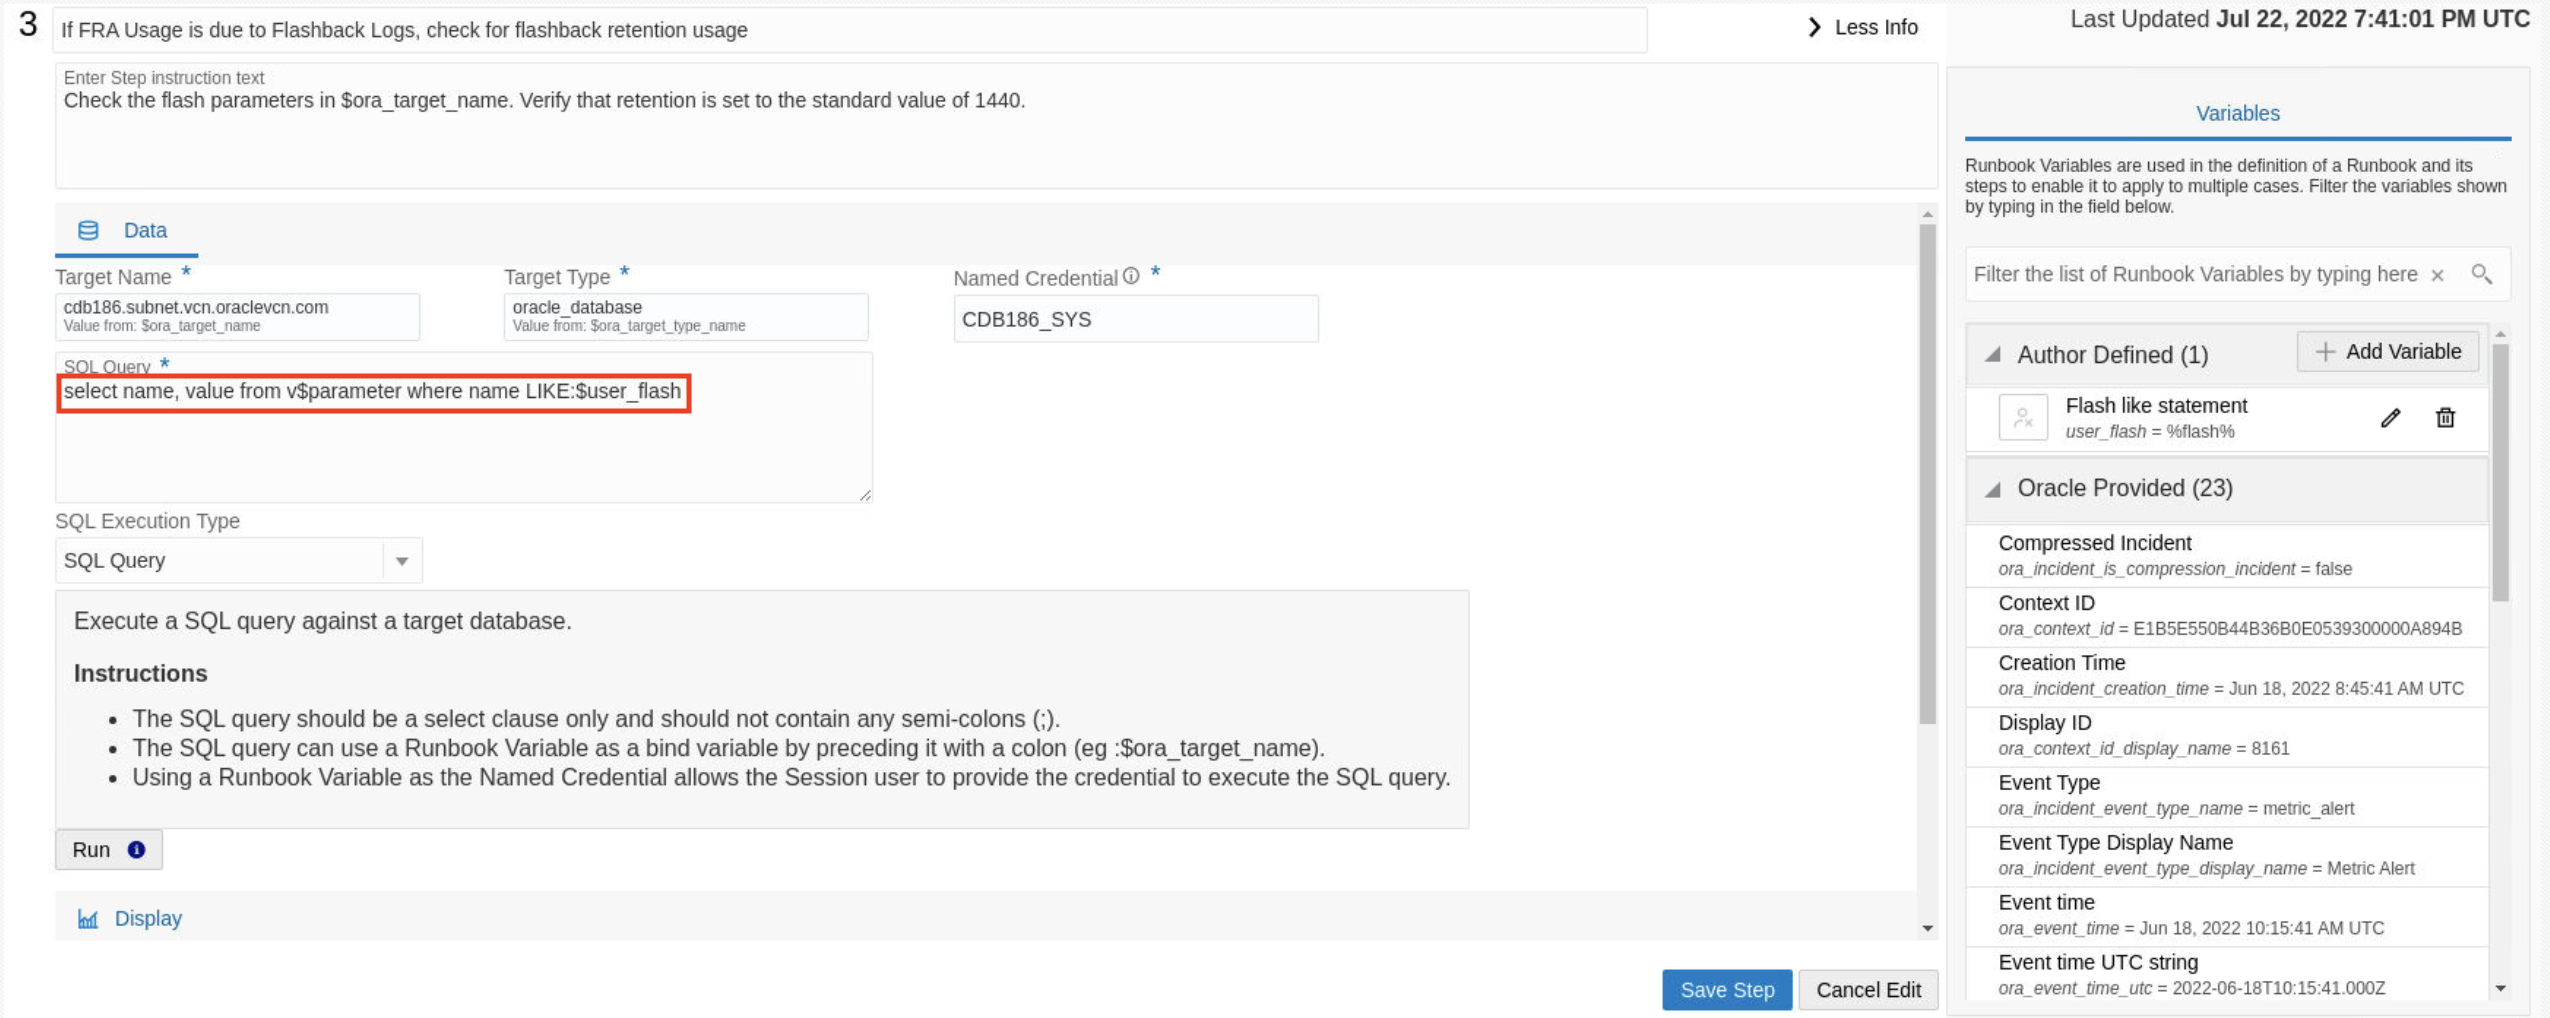 3
If FRA Usage is due to Flashback Logs, check for flashback retention usage
Less Info
Enter Step instruction text
Check the flash parameters in $ora_target_name. Verify that retention is set to the standard value of 1440.
Data
Target Name *
cdb186.subnet.vcn.oraclevcn.com
Value from: $ora_target_name
Target Type *
oracle_database
Value from: $ora_target_type_name
Named Credential *
CDB186_SYS
SQL Query *
select name, value from v$parameter where name LIKE:$user_flash
SQL Execution Type
SQL Query
Execute a SQL query against a target database.
Instructions
• The SQL query should be a select clause only and should not contain any semi-colons (;).
• The SQL query can use a Runbook Variable as a bind variable by preceding it with a colon (eg :$ora_target_name).
• Using a Runbook Variable as the Named Credential allows the Session user to provide the credential to execute the SQL query.
Run
Display
Save Step
Cancel Edit
Last Updated Jul 22, 2022 7:41:01 PM UTC
Variables
Runbook Variables are used in the definition of a Runbook and its
steps to enable it to apply to multiple cases. Filter the variables shown
by typing in the field below.
Filter the list of Runbook Variables by typing here
Author Defined (1)
Add Variable
Flash like statement
user_flash = %flash%
Oracle Provided (23)
Compressed Incident
ora_incident_is_compression_incident = false
Context ID
ora_context_id = E1B5E550B44B36B0E0539300000A894B
Creation Time
ora_incident_creation_time = Jun 18, 2022 8:45:41 AM UTC
Display ID
ora_context_id_display_name = 8161
Event Type
ora_incident_event_type_name = metric_alert
Event Type Display Name
ora_incident_event_type_display_name = Metric Alert
Event time
ora_event_time = Jun 18, 2022 10:15:41 AM UTC
Event time UTC string
ora_event_time_utc = 2022-06-18T10:15:41.000Z